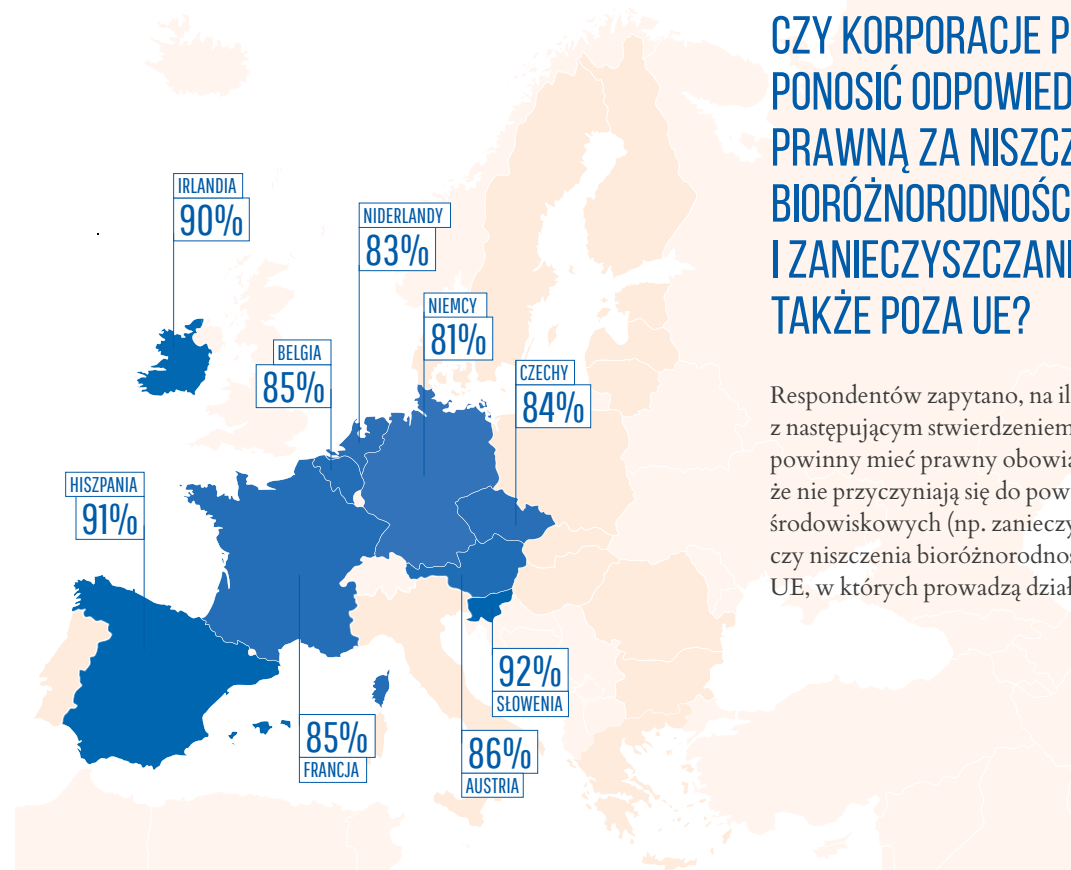 CZY KORPORACJE P
PONOSIĆ ODPOWIED
PRAWNĄ ZA NISZCZ
BIORÓŻNORODNOŚC
I ZANIECZYSZCZANI
TAKŻE POZA UE?
Respondentów zapytano, na il
z następującym stwierdzeniem
powinny mieć prawny obowią
że nie przyczyniają się do pow
środowiskowych (np. zanieczy
czy niszczenia bioróżnorodnoś
UE, w których prowadzą dział
IRLANDIA
90%
NIDERLANDY
83%
NIEMCY
81%
BELGIA
85%
CZECHY
84%
HISZPANIA
91%
92%
SŁOWENIA
85%
FRANCJA
86%
AUSTRIA